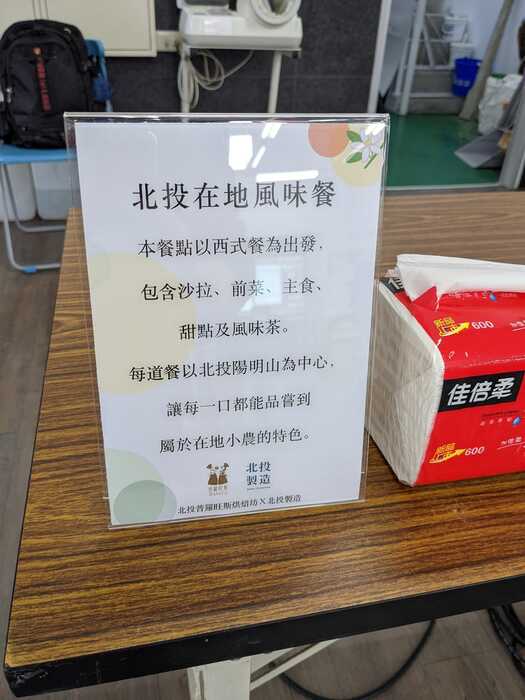 北投在地風味餐
本餐點以西式餐為出發，
包含沙拉、前菜、主食、
甜點及風味茶。
每道餐以北投陽明山為中心，
讓每一口都能品嘗到
屬於在地小農的特色。
北投
製造
北投普羅旺斯烘焙坊X北投製造
600
佳倍柔
600